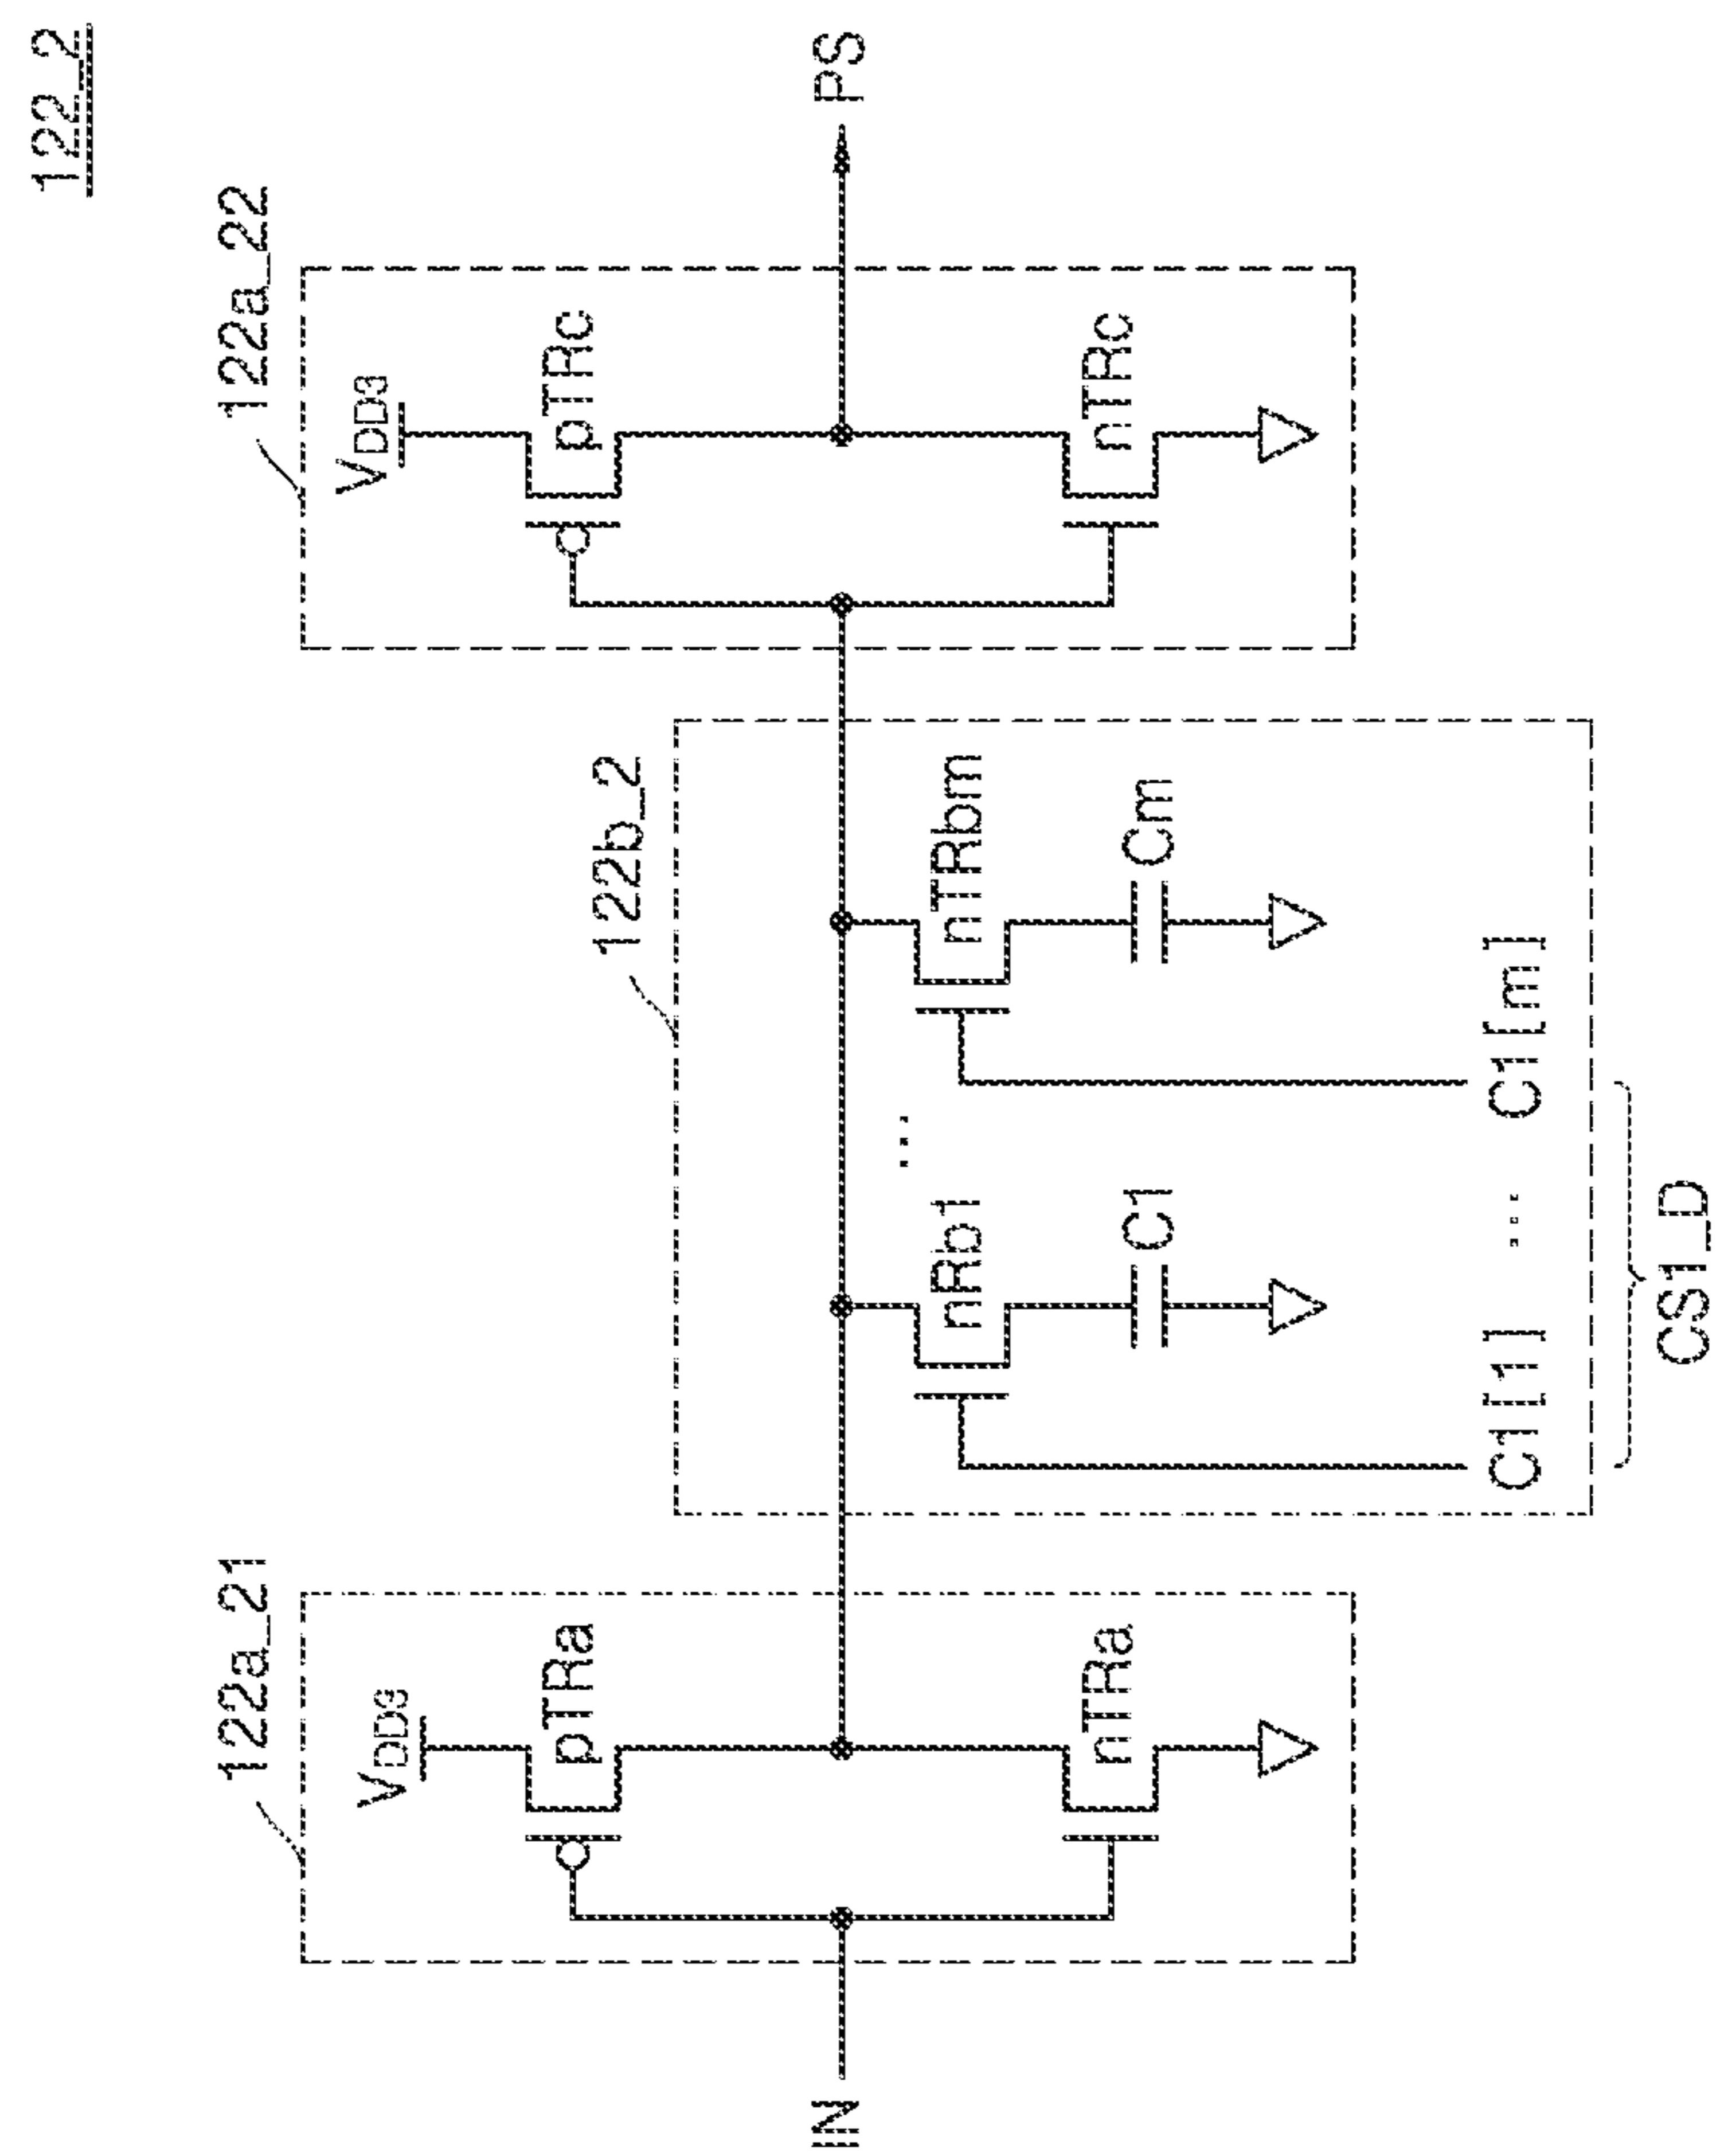 122_2
122a_21
122b_2
122a_22
VDD3
VDD3
pTRa
pTRc
IN
PS
nRb1
nTRbm
...
nTRa
C1
Cm
nTRc
C1[1] ... C1[m]
CS1_D